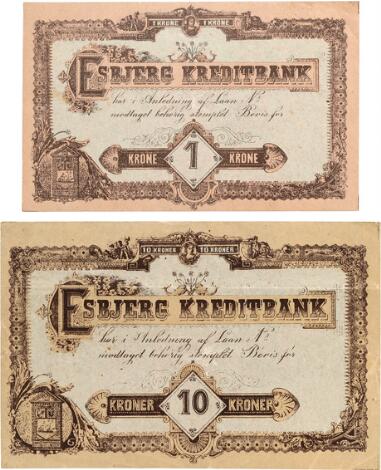 1 KRONE 1 KRONE
ESBJERG KREDITBANK
har i Anledning af Laan No
modtaget behørig stemplet Bevis for
KRONE 1 KRONE
10 KRONER 10 KRONER
ESBJERG KREDITBANK
har i Anledning af Laan No
modtaget behørig stemplet Bevis for
KRONER 10 KRONER